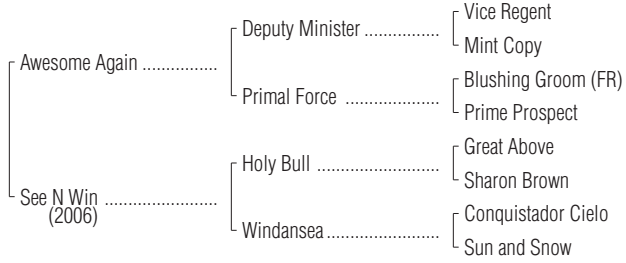 Vice Regent
Deputy Minister ................
Mint Copy
Awesome Again ................
Blushing Groom (FR)
Primal Force ....................
Prime Prospect
Great Above
Holy Bull ..........................
Sharon Brown
See N Win ........................
(2006)
Conquistador Cielo
Windansea ........................
Sun and Snow